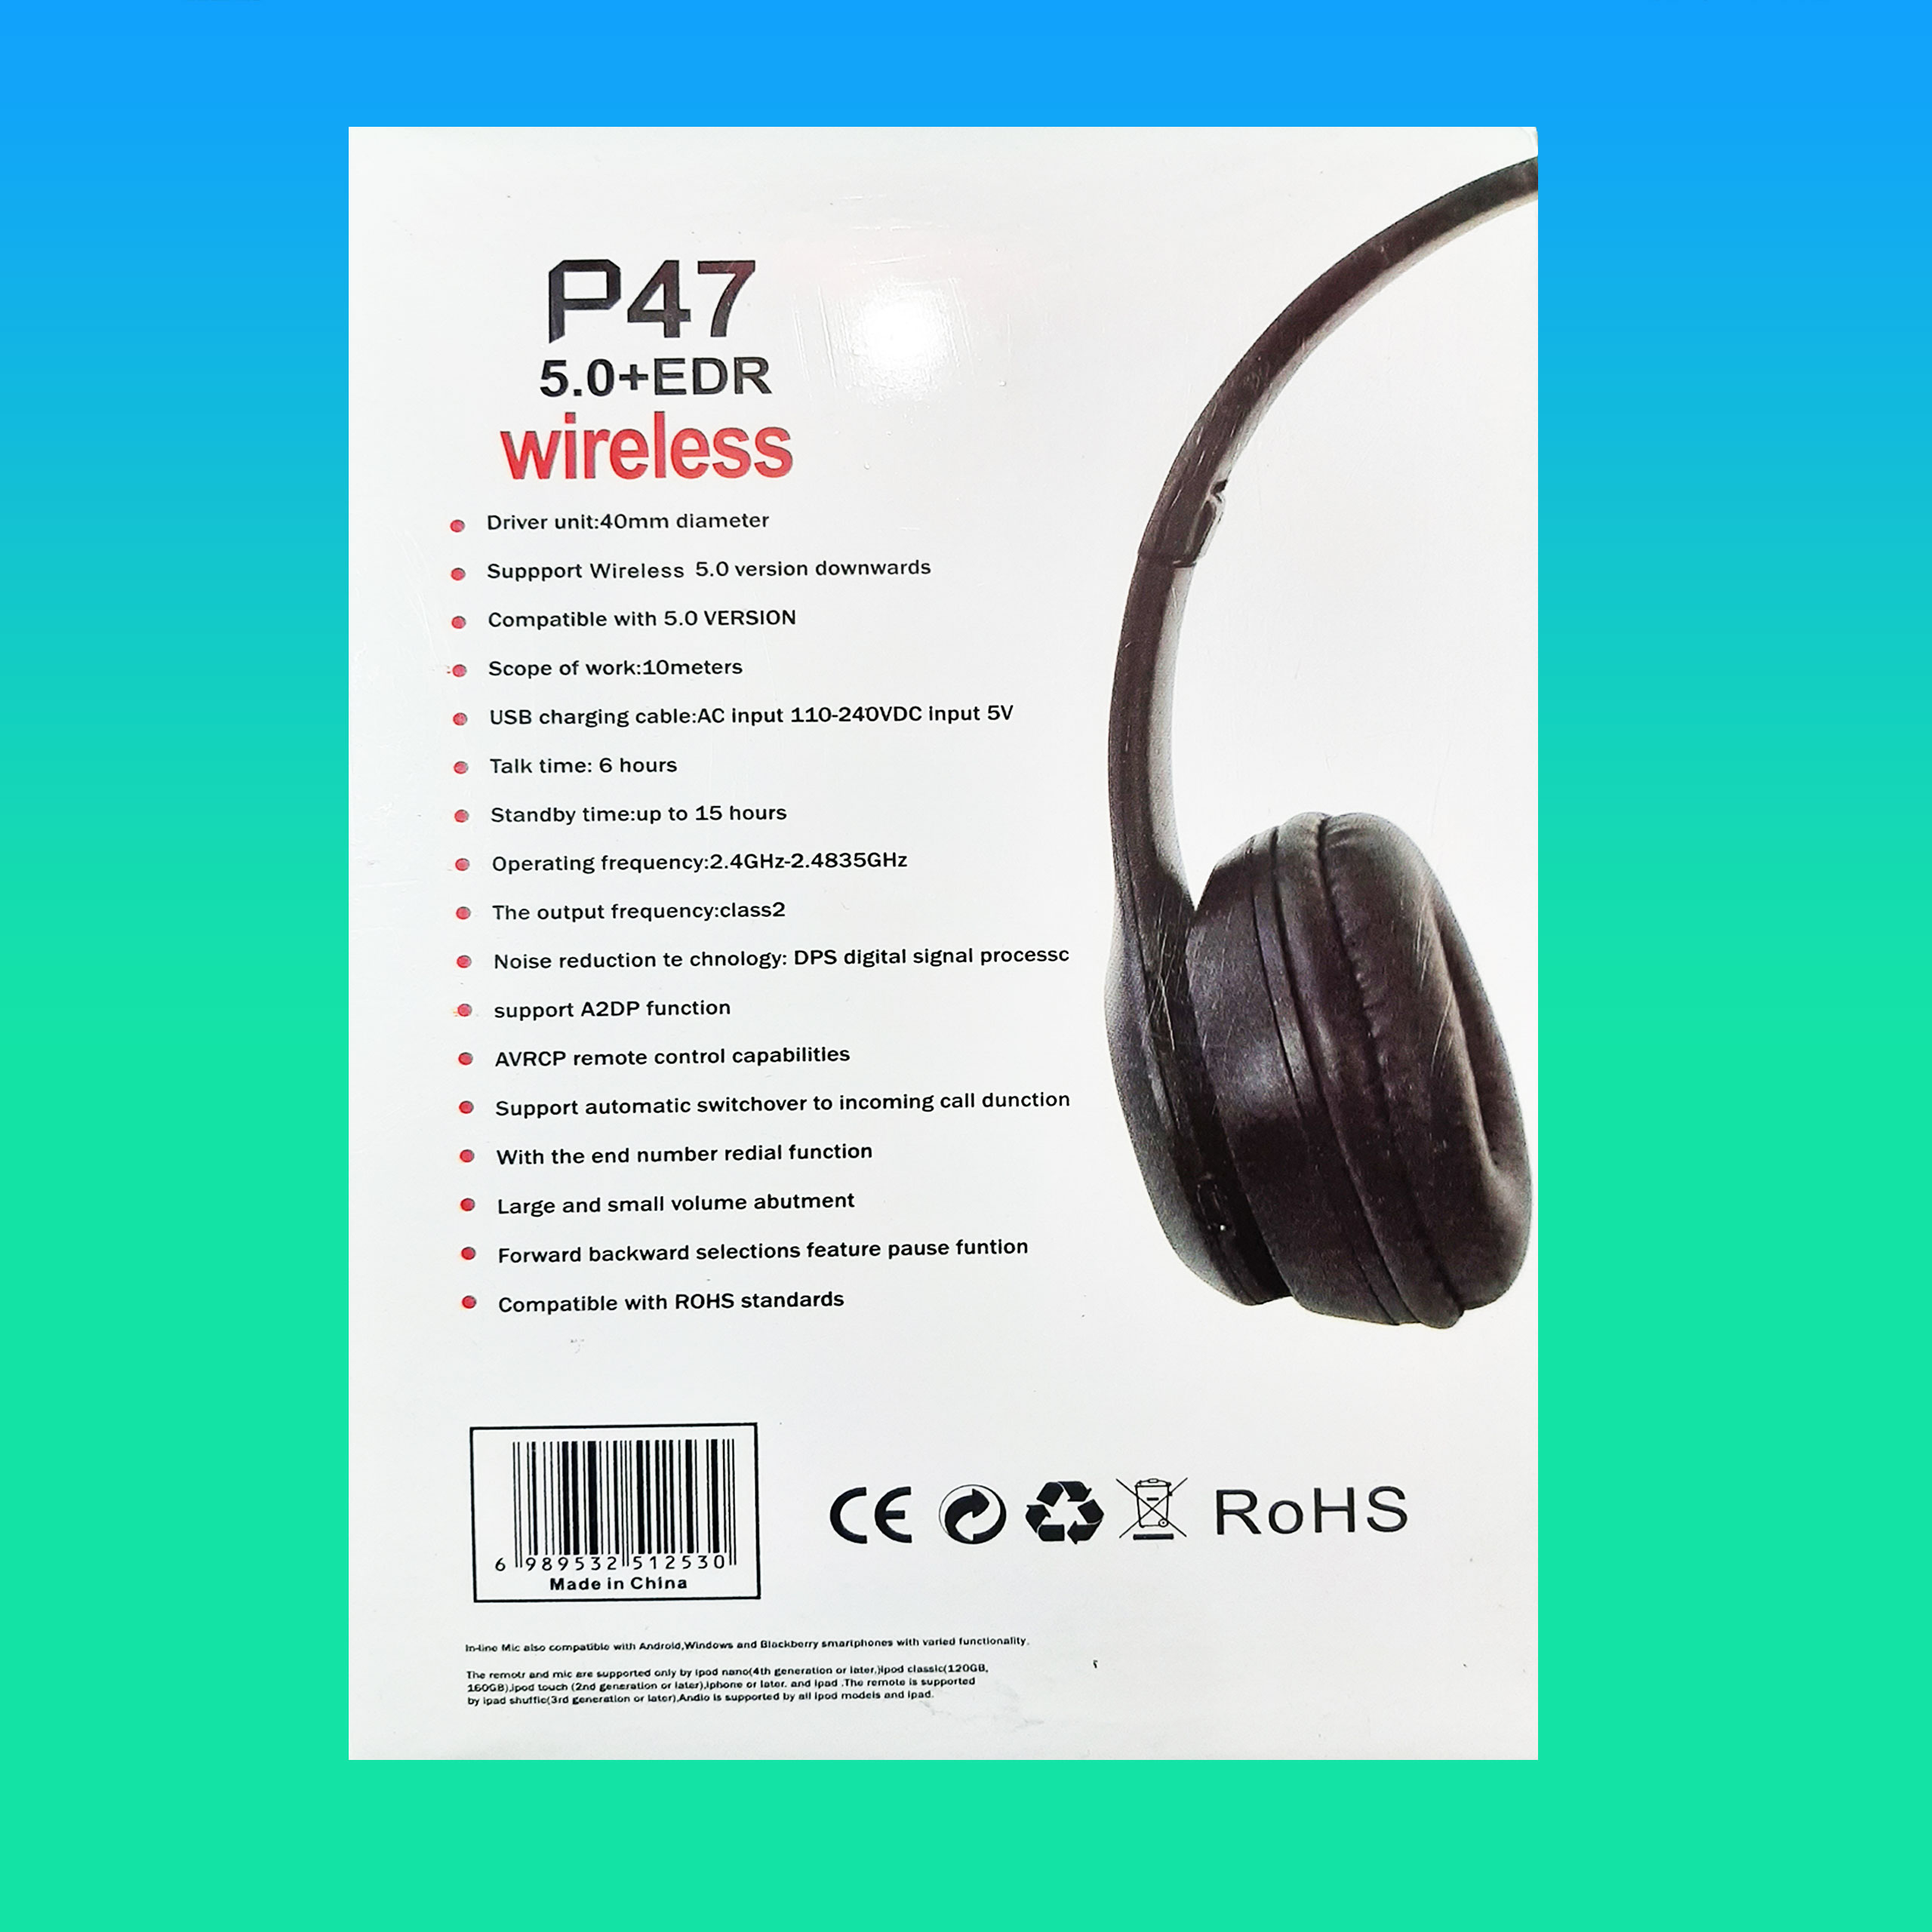 P47
5.0+EDR
wireless
Driver unit:40mm diameter
Suppport Wireless 5.0 version downwards
Compatible with 5.0 VERSION
Scope of work:10meters
USB charging cable:AC input 110-240VDC input 5V
Talk time: 6 hours
Standby time:up to 15 hours
Operating frequency:2.4GHz-2.4835GHz
The output frequency:class2
Noise reduction te chnology: DPS digital signal processc
support A2DP function
AVRCP remote control capabilities
Support automatic switchover to incoming call dunction
With the end number redial function
Large and small volume abutment
Forward backward selections feature pause funtion
Compatible with ROHS standards
6 989532 512530
Made in China
CE RoHS
In-line Mic also compatible with Android,Windows and Blackberry smartphones with varied functionality.
The remotr and mic are supported only by ipod nano(4th generation or later,)ipod classic(120GB,
160GB),ipod touch (2nd generation or later),iphone or later. and ipad .The remote is supported
by ipad shuffic(3rd generation or later),Andio is supported by all ipod models and ipad.